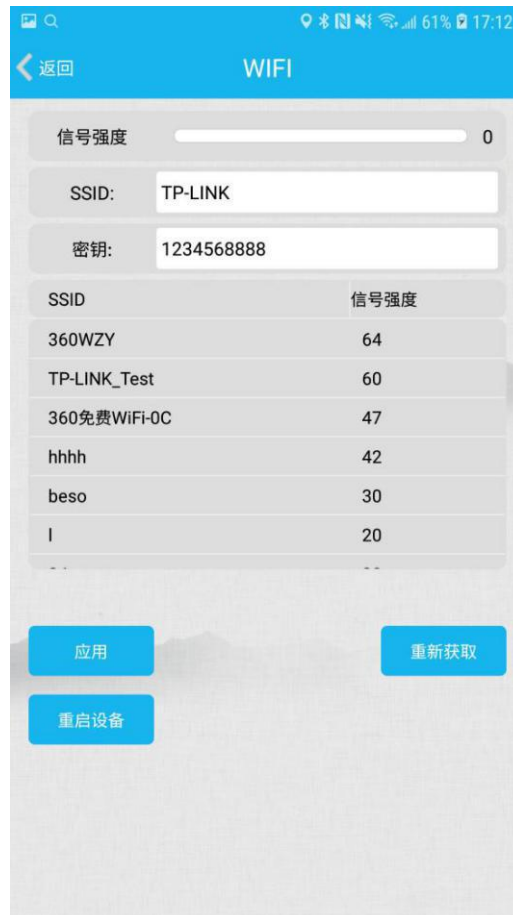 61% 17:12
返回 WIFI
信号强度 0
SSID: TP-LINK
密钥: 1234568888
SSID 信号强度
360WZY 64
TP-LINK_Test 60
360免费WiFi-0C 47
hhhh 42
beso 30
l 20
应用 重新获取
重启设备